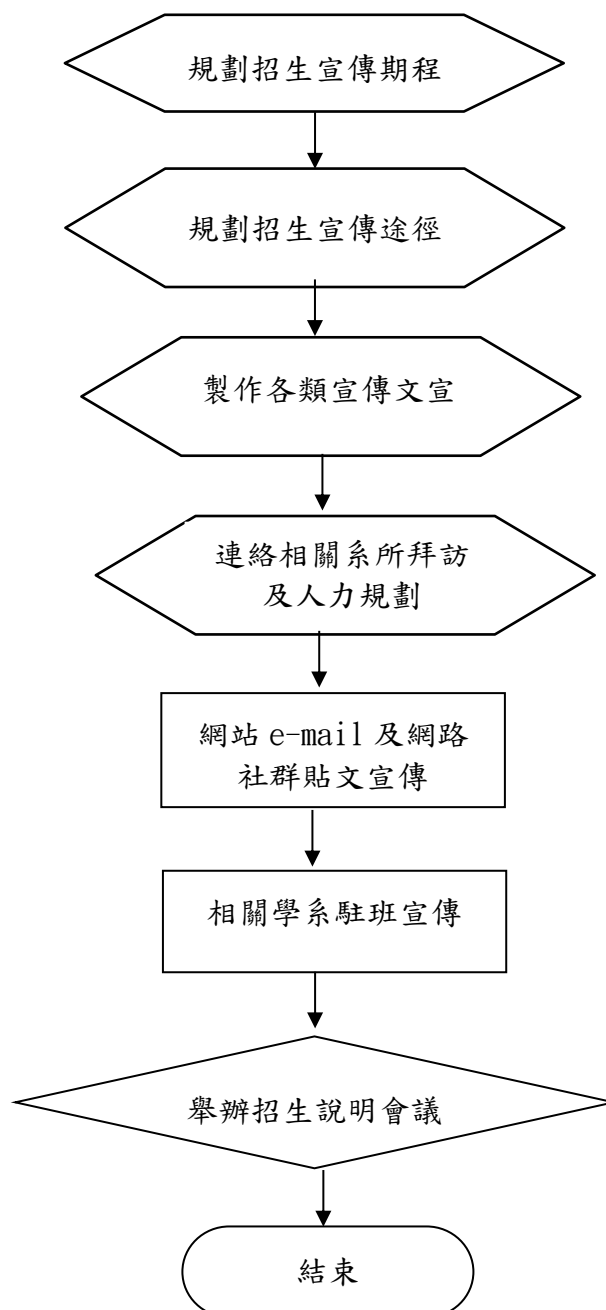 規劃招生宣傳期程
規劃招生宣傳途徑
製作各類宣傳文宣
連絡相關系所拜訪
及人力規劃
網站 e-mail 及網路
社群貼文宣傳
相關學系駐班宣傳
舉辦招生說明會議
結束